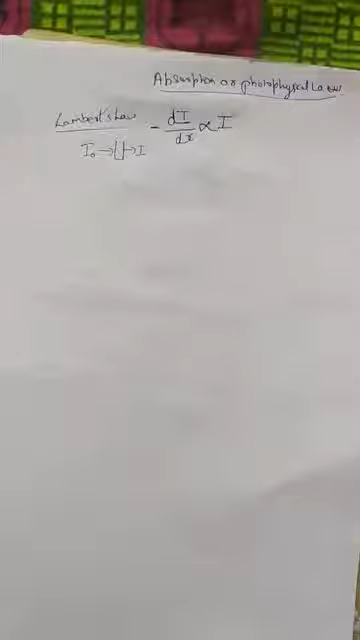 Absorption or photophysical Laws
Lambert's Law - dI/dx ∝ I
I₀→[]→I